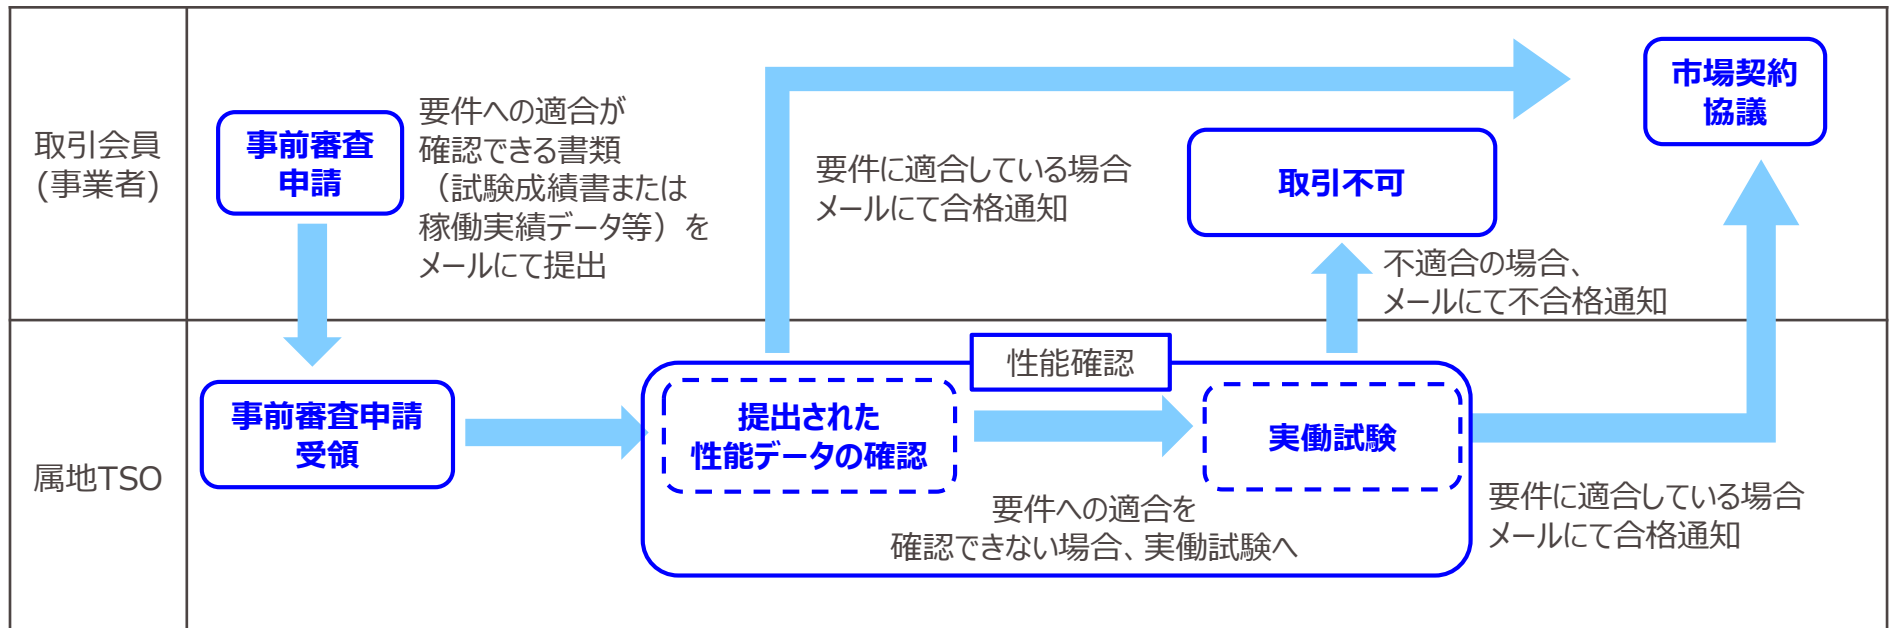 取引会員
(事業者)
事前審査
申請
要件への適合が
確認できる書類
（試験成績書または
稼働実績データ等）を
メールにて提出
要件に適合している場合
メールにて合格通知
取引不可
不適合の場合、
メールにて不合格通知
市場契約
協議
属地TSO
事前審査申請
受領
性能確認
提出された
性能データの確認
要件への適合を
確認できない場合、実働試験へ
実働試験
要件に適合している場合
メールにて合格通知